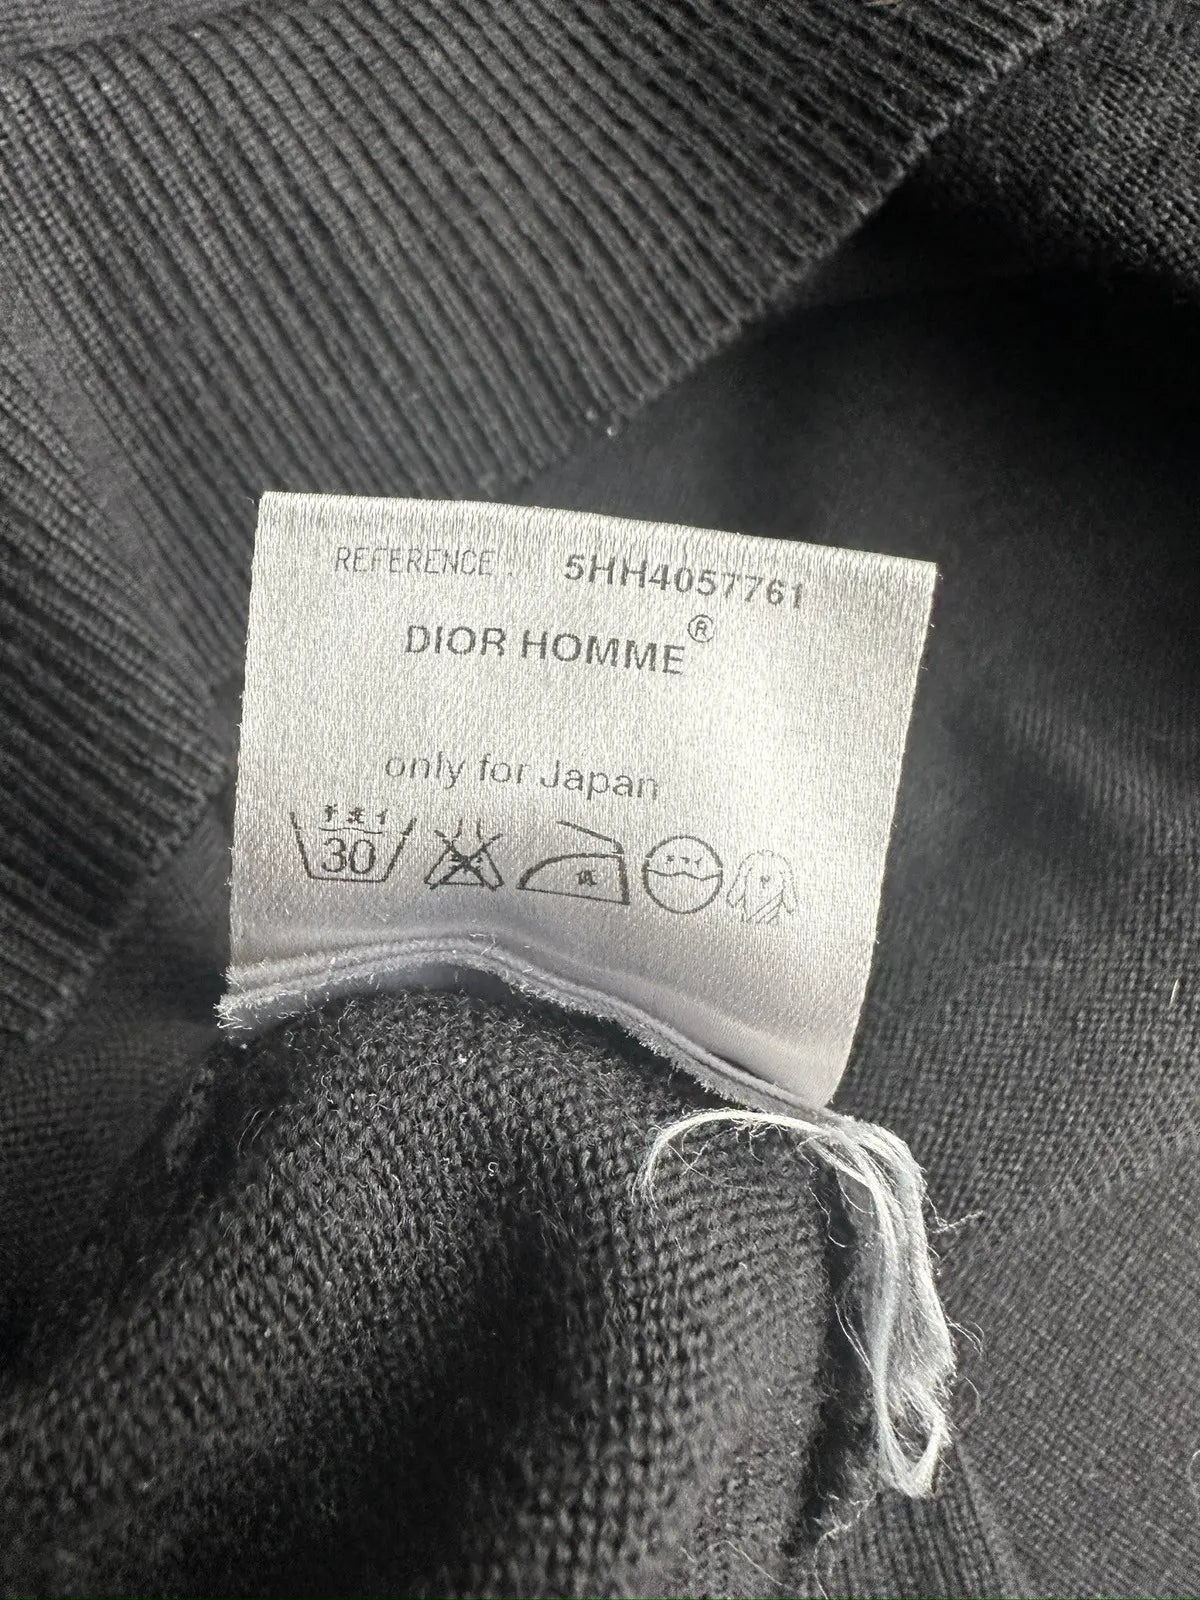 REFERENCE. 5HH4057761
DIOR HOMME®
only for Japan
30